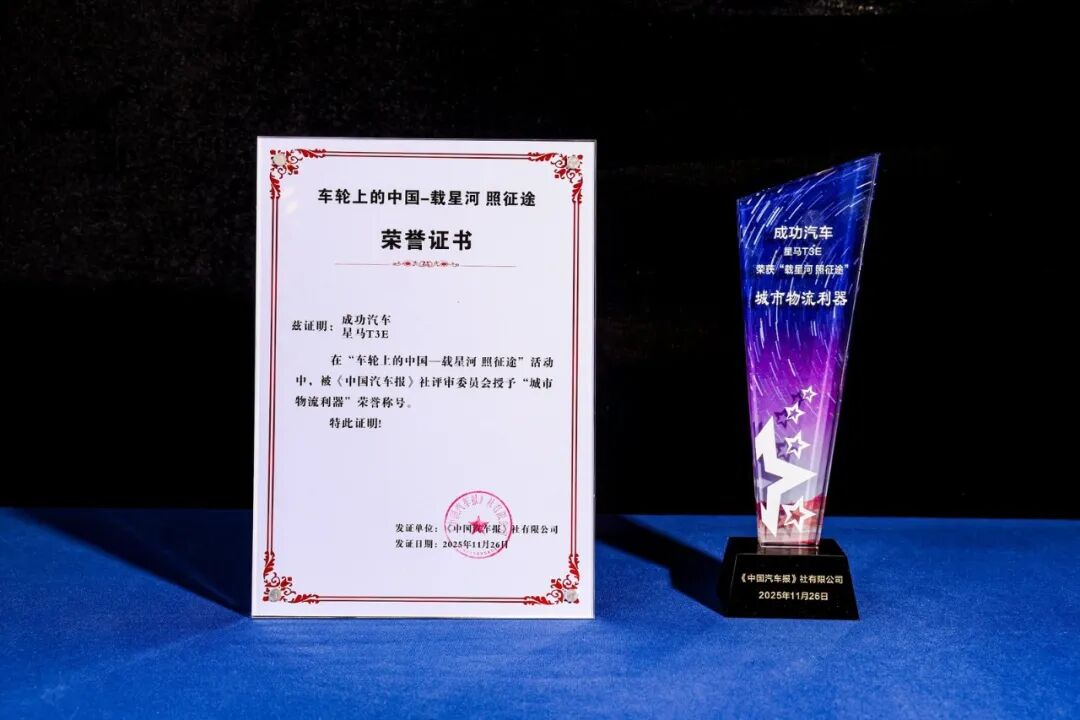 车轮上的中国-载星河 照征途
荣誉证书
兹证明：
成功汽车
星马T3E
在“车轮上的中国—载星河 照征途”活动
中，被《中国汽车报》社评审委员会授予“城市
物流利器”荣誉称号。
特此证明!
发证单位：《中国汽车报》社有限公司
发证日期：2025年11月26日
成功汽车
星马T3E
荣获“载星河 照征途”
城市物流利器
《中国汽车报》社有限公司
2025年11月26日